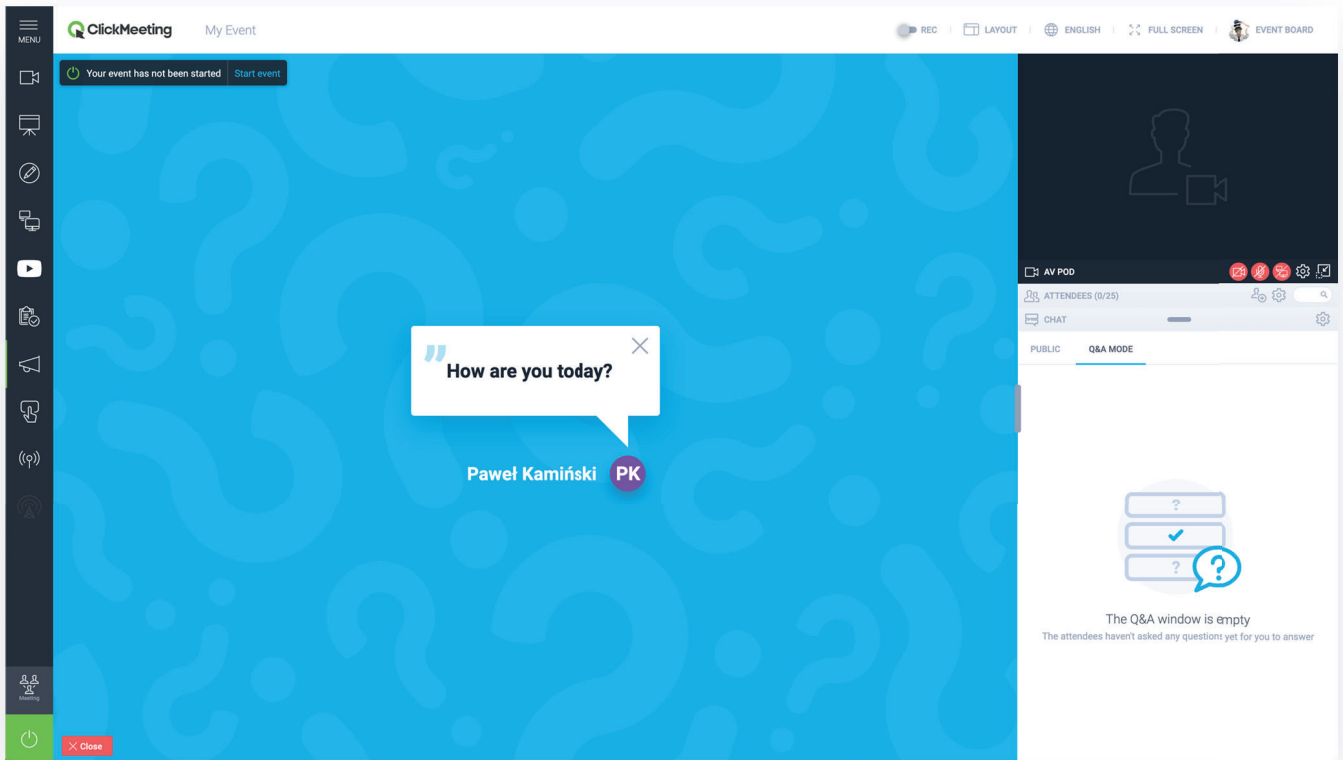 MENU
ClickMeeting
My Event
REC
LAYOUT
ENGLISH
FULL SCREEN
EVENT BOARD
Your event has not been started
Start event
”
How are you today?
Paweł Kamiński
PK
AV POD
ATTENDEES (0/25)
CHAT
PUBLIC
Q&A MODE
?
?
?
The Q&A window is empty
The attendees haven't asked any questions yet for you to answer
Meeting
Close